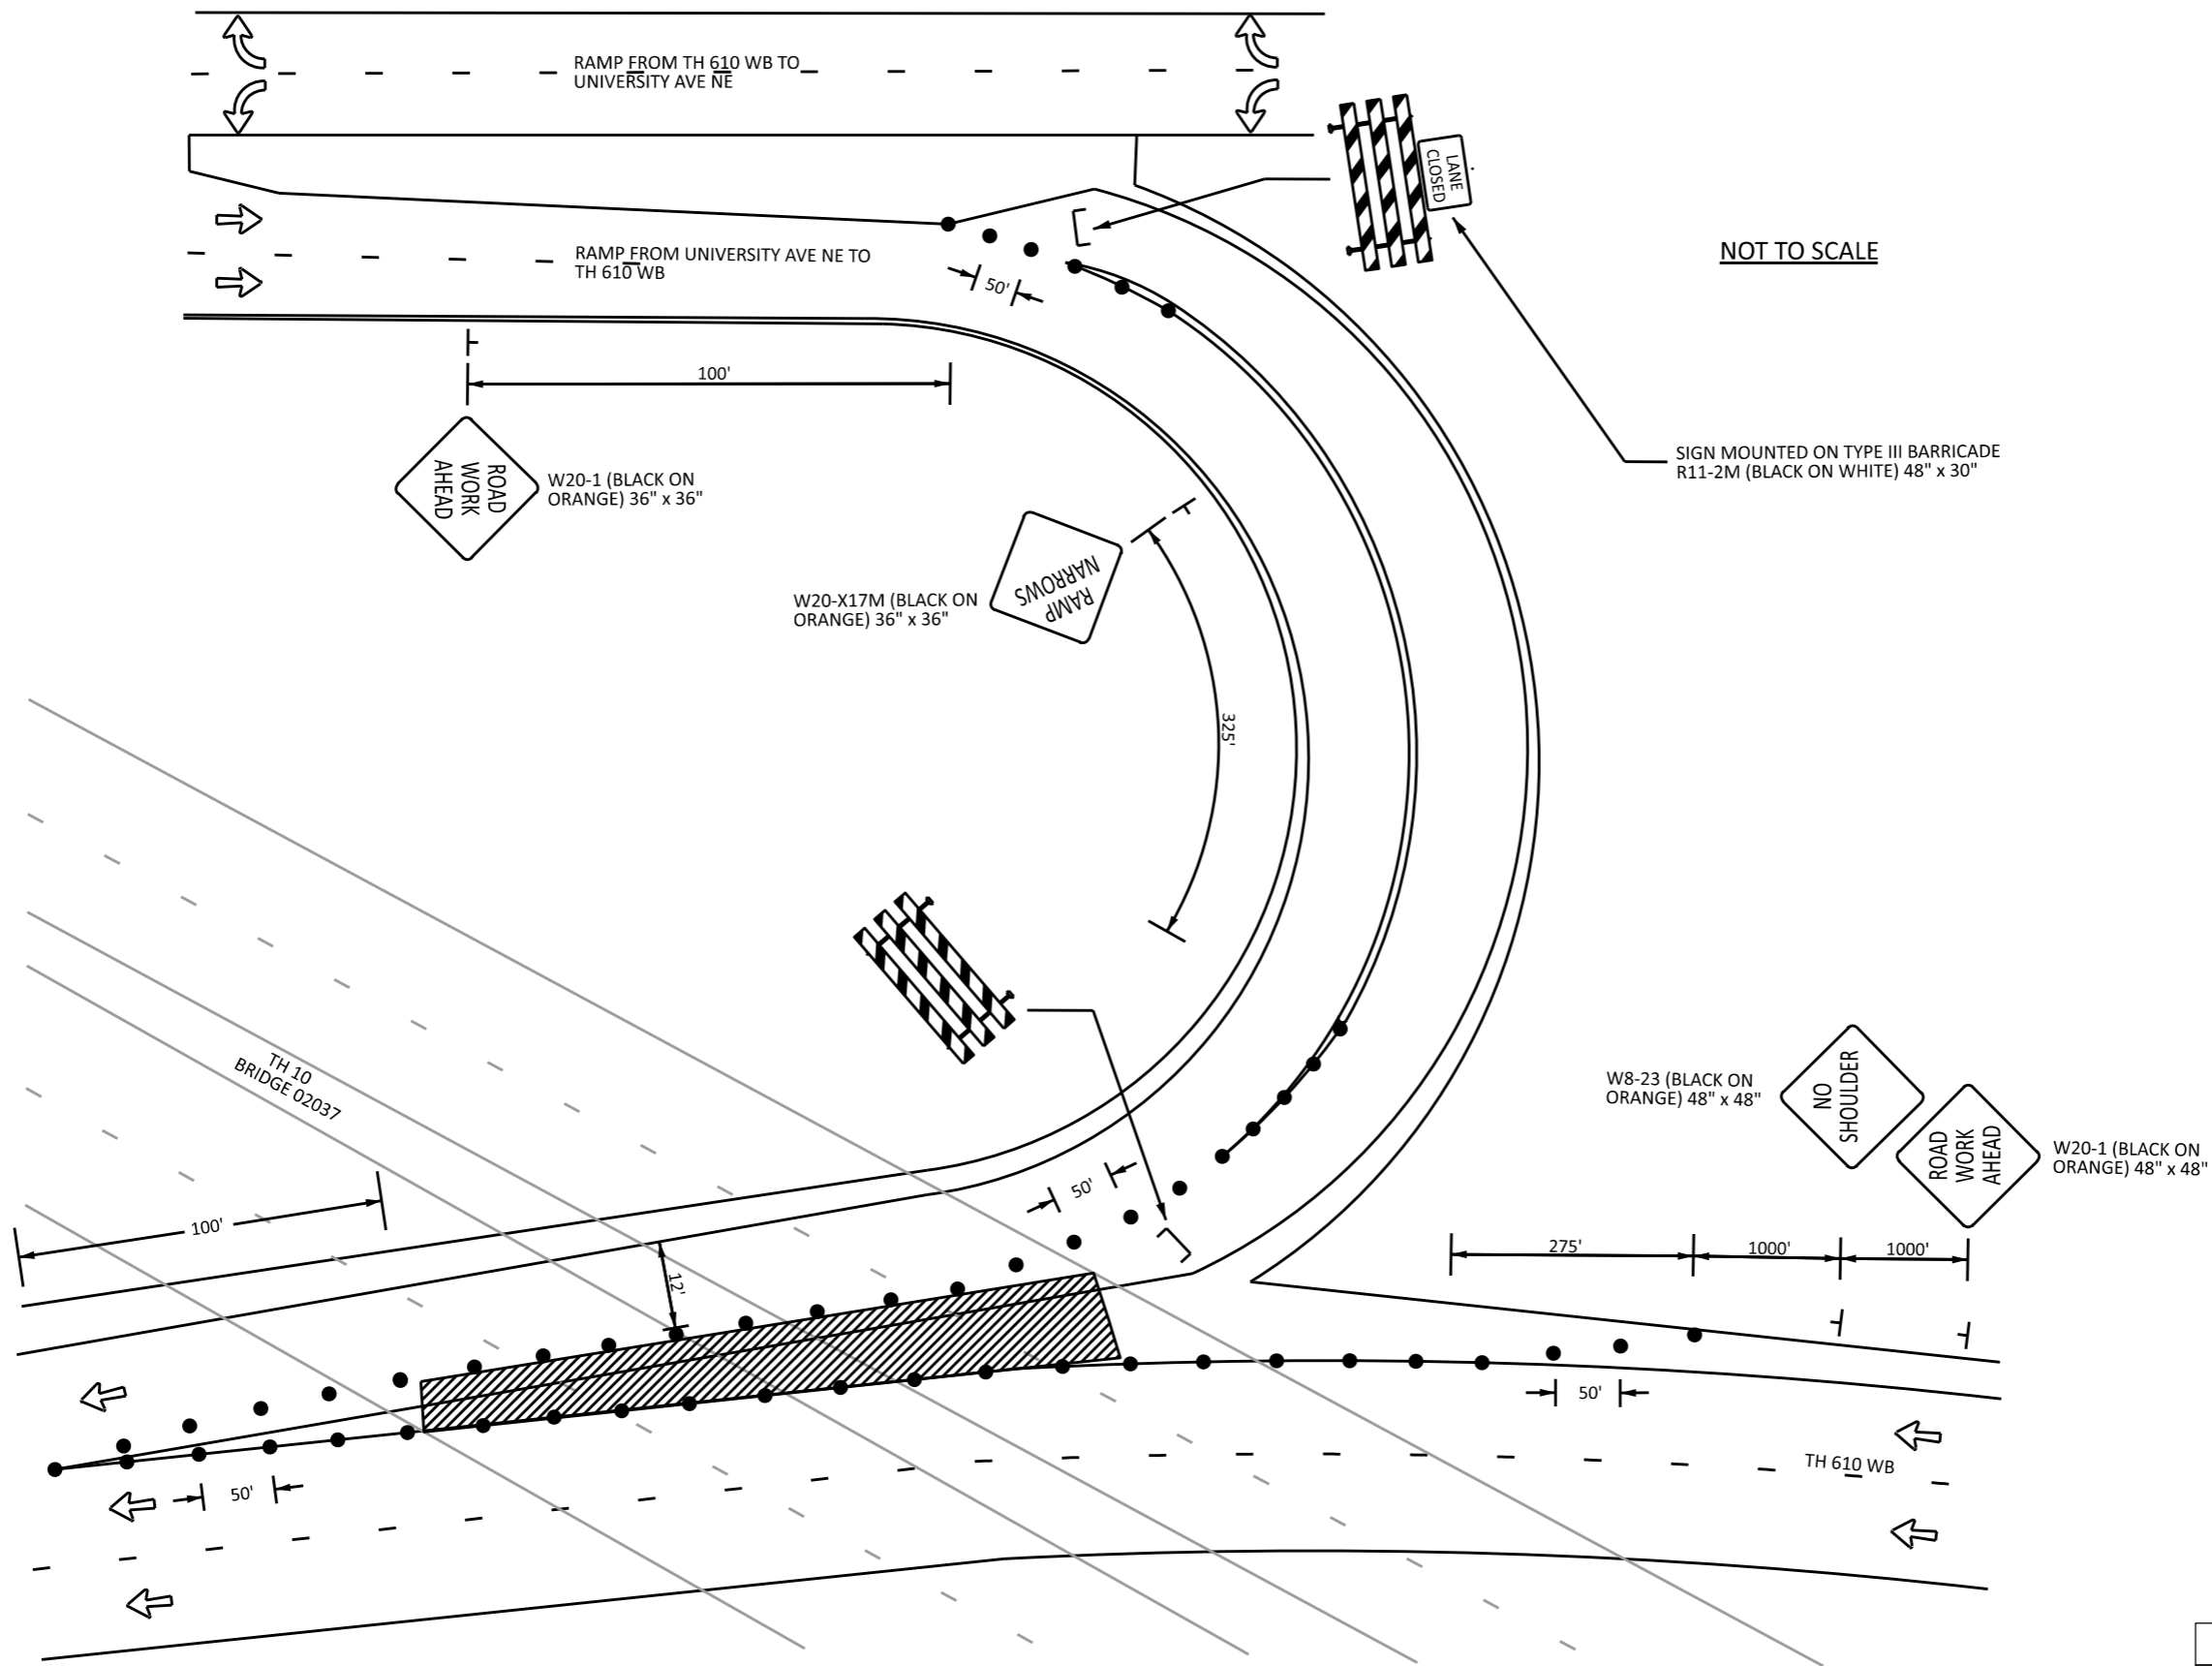 RAMP FROM TH 610 WB TO
UNIVERSITY AVE NE
LANE
CLOSED
NOT TO SCALE
RAMP FROM UNIVERSITY AVE NE TO
TH 610 WB
50'
100'
ROAD
WORK
AHEAD
W20-1 (BLACK ON
ORANGE) 36" x 36"
SIGN MOUNTED ON TYPE III BARRICADE
R11-2M (BLACK ON WHITE) 48" x 30"
RAMP
NARROWS
W20-X17M (BLACK ON
ORANGE) 36" x 36"
325'
TH 10
BRIDGE 02037
W8-23 (BLACK ON
ORANGE) 48" x 48"
NO
SHOULDER
ROAD
WORK
AHEAD
W20-1 (BLACK ON
ORANGE) 48" x 48"
50'
100'
12'
275'
1000'
1000'
50'
TH 610 WB
50'